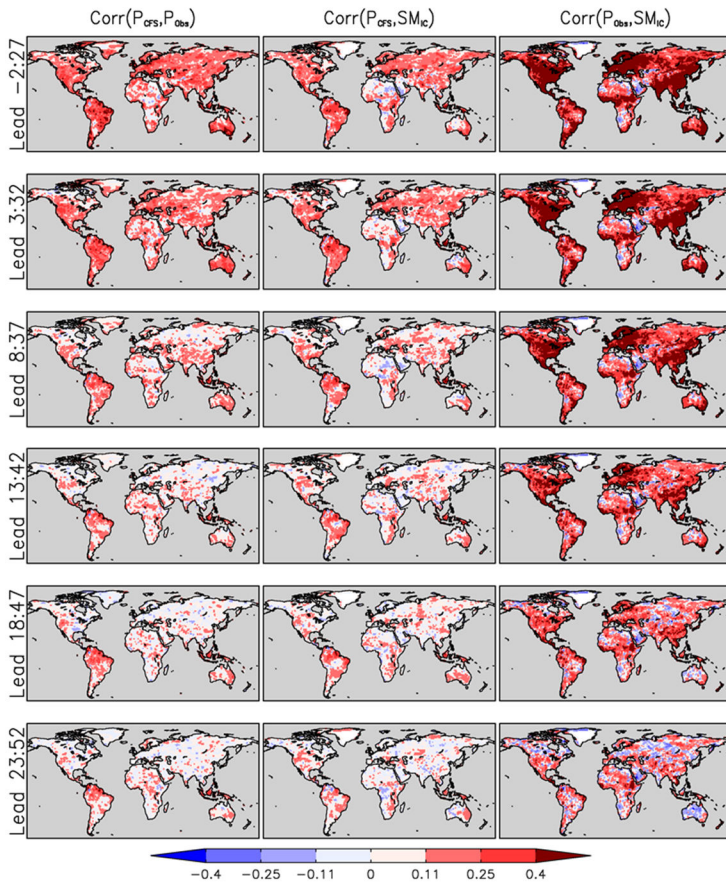 Corr(P_CFS,P_Obs) Corr(P_CFS,SM_IC) Corr(P_Obs,SM_IC)
Lead -2:27
Lead 3:32
Lead 8:37
Lead 13:42
Lead 18:47
Lead 23:52
-0.4 -0.25 -0.11 0 0.11 0.25 0.4